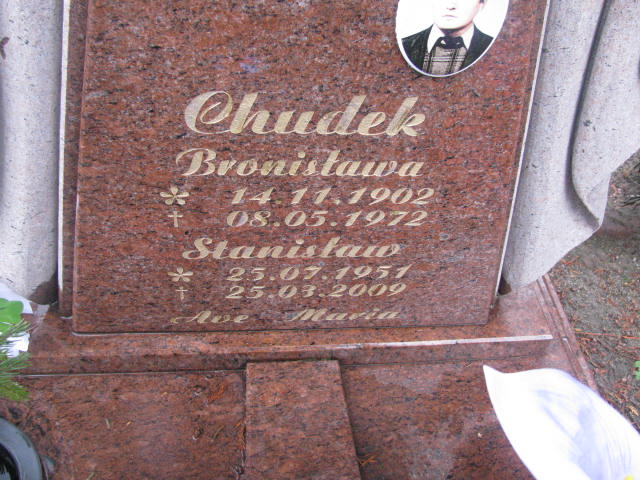 Chudek
Bronisława
* 14.11.1902
† 08.05.1972
Stanisław
* 25.07.1951
† 25.03.2009
Ave Maria